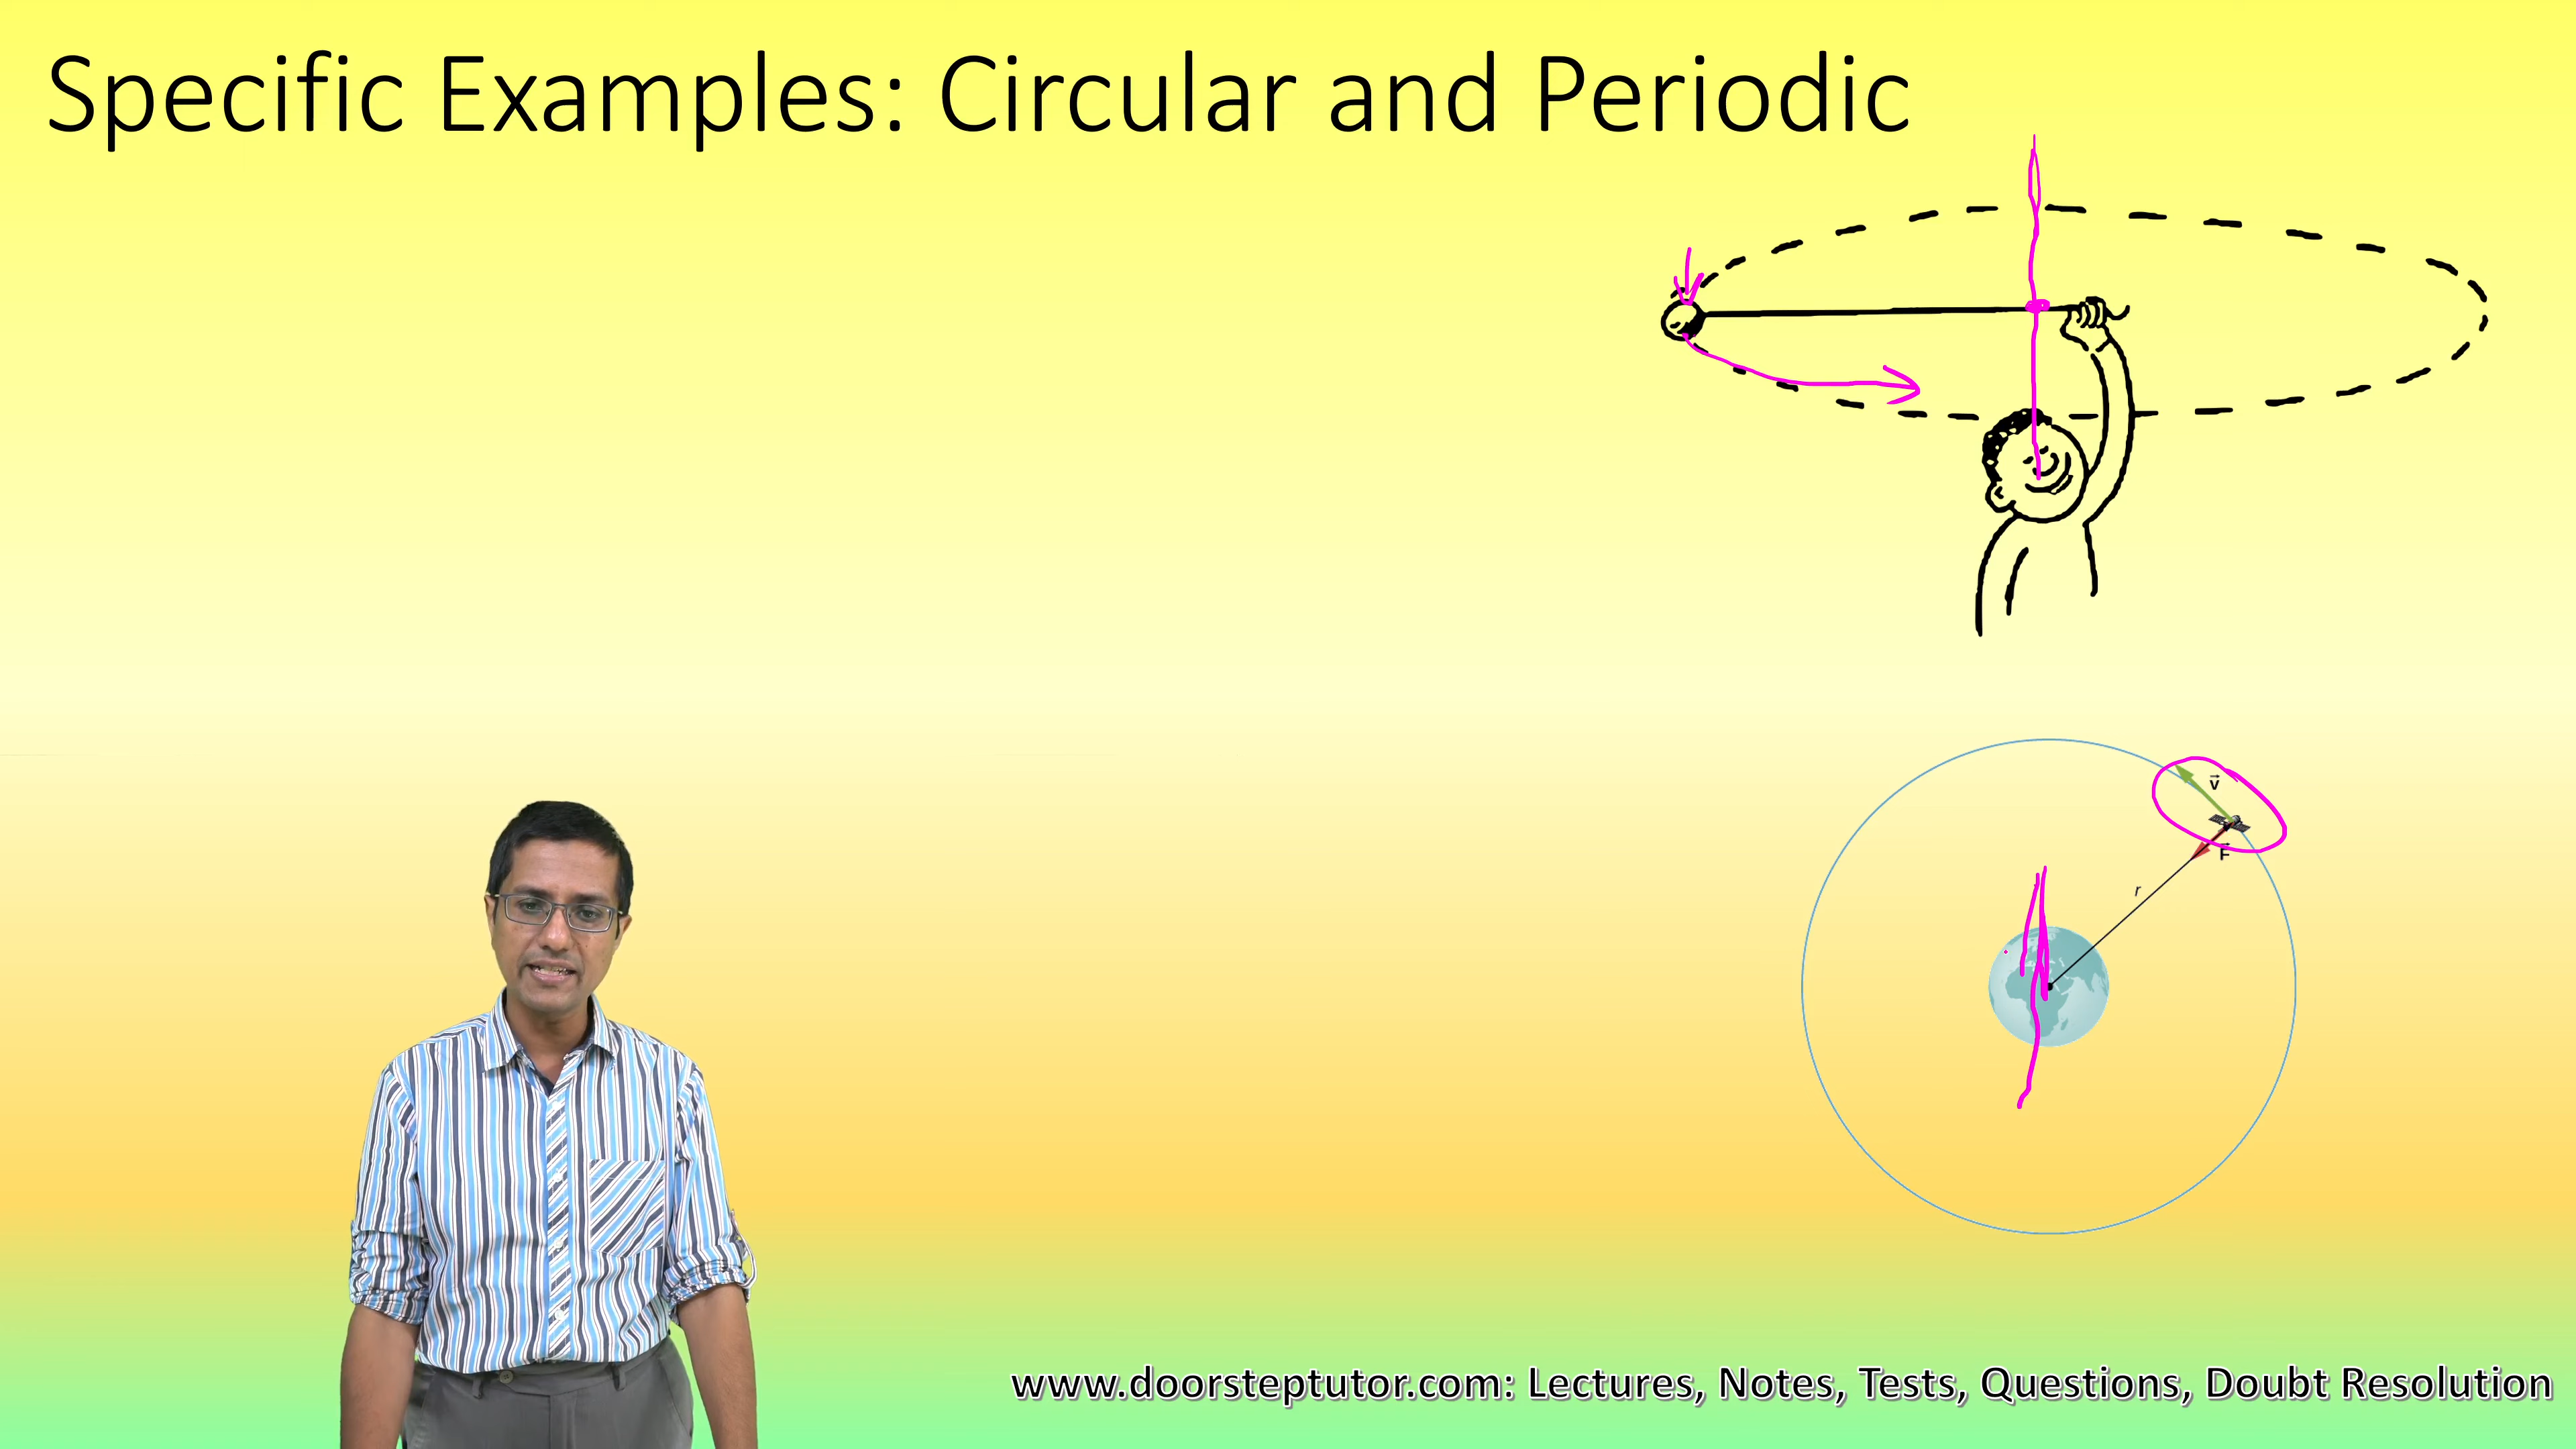 Specific Examples: Circular and Periodic
v
F
r
www.doorsteptutor.com: Lectures, Notes, Tests, Questions, Doubt Resolution